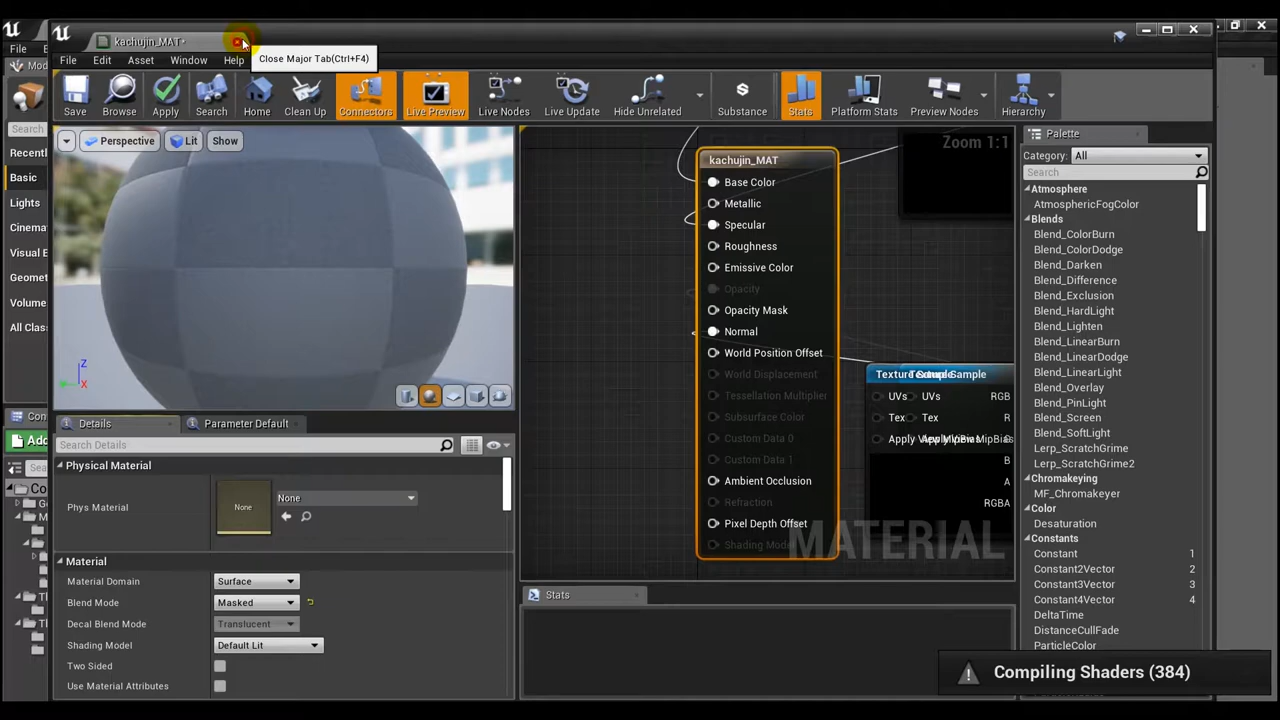 kachujin_MAT*
Close Major Tab(Ctrl+F4)
File
File Edit Asset Window Help
Save Browse Apply Search Home Clean Up Connectors Live Preview Live Nodes Live Update Hide Unrelated Substance Stats Platform Stats Preview Nodes Hierarchy
Search
Recent
Basic
Lights
Cinema
Visual E
Geomet
Volume
All Class
Perspective Lit Show
Zoom 1:1
kachujin_MAT
Base Color
Metallic
Specular
Roughness
Emissive Color
Opacity
Opacity Mask
Normal
World Position Offset
World Displacement
Tessellation Multiplier
Subsurface Color
Custom Data 0
Custom Data 1
Ambient Occlusion
Refraction
Pixel Depth Offset
Shading Model
UVs UVs RGB
Tex Tex R
B
A
RGBA
MATERIAL
Palette
Category: All
Search
Atmosphere
AtmosphericFogColor
Blends
Blend_ColorBurn
Blend_ColorDodge
Blend_Darken
Blend_Difference
Blend_Exclusion
Blend_HardLight
Blend_Lighten
Blend_LinearBurn
Blend_LinearDodge
Blend_LinearLight
Blend_Overlay
Blend_PinLight
Blend_Screen
Blend_SoftLight
Lerp_ScratchGrime
Lerp_ScratchGrime2
Chromakeying
MF_Chromakeyer
Color
Desaturation
Constants
Constant 1
Constant2Vector 2
Constant3Vector 3
Constant4Vector 4
DeltaTime
DistanceCullFade
ParticleColor
Z
X
Details Parameter Default
Search Details
Physical Material
Phys Material None None
Material
Material Domain Surface
Blend Mode Masked
Decal Blend Mode Translucent
Shading Model Default Lit
Two Sided
Use Material Attributes
Stats
Compiling Shaders (384)